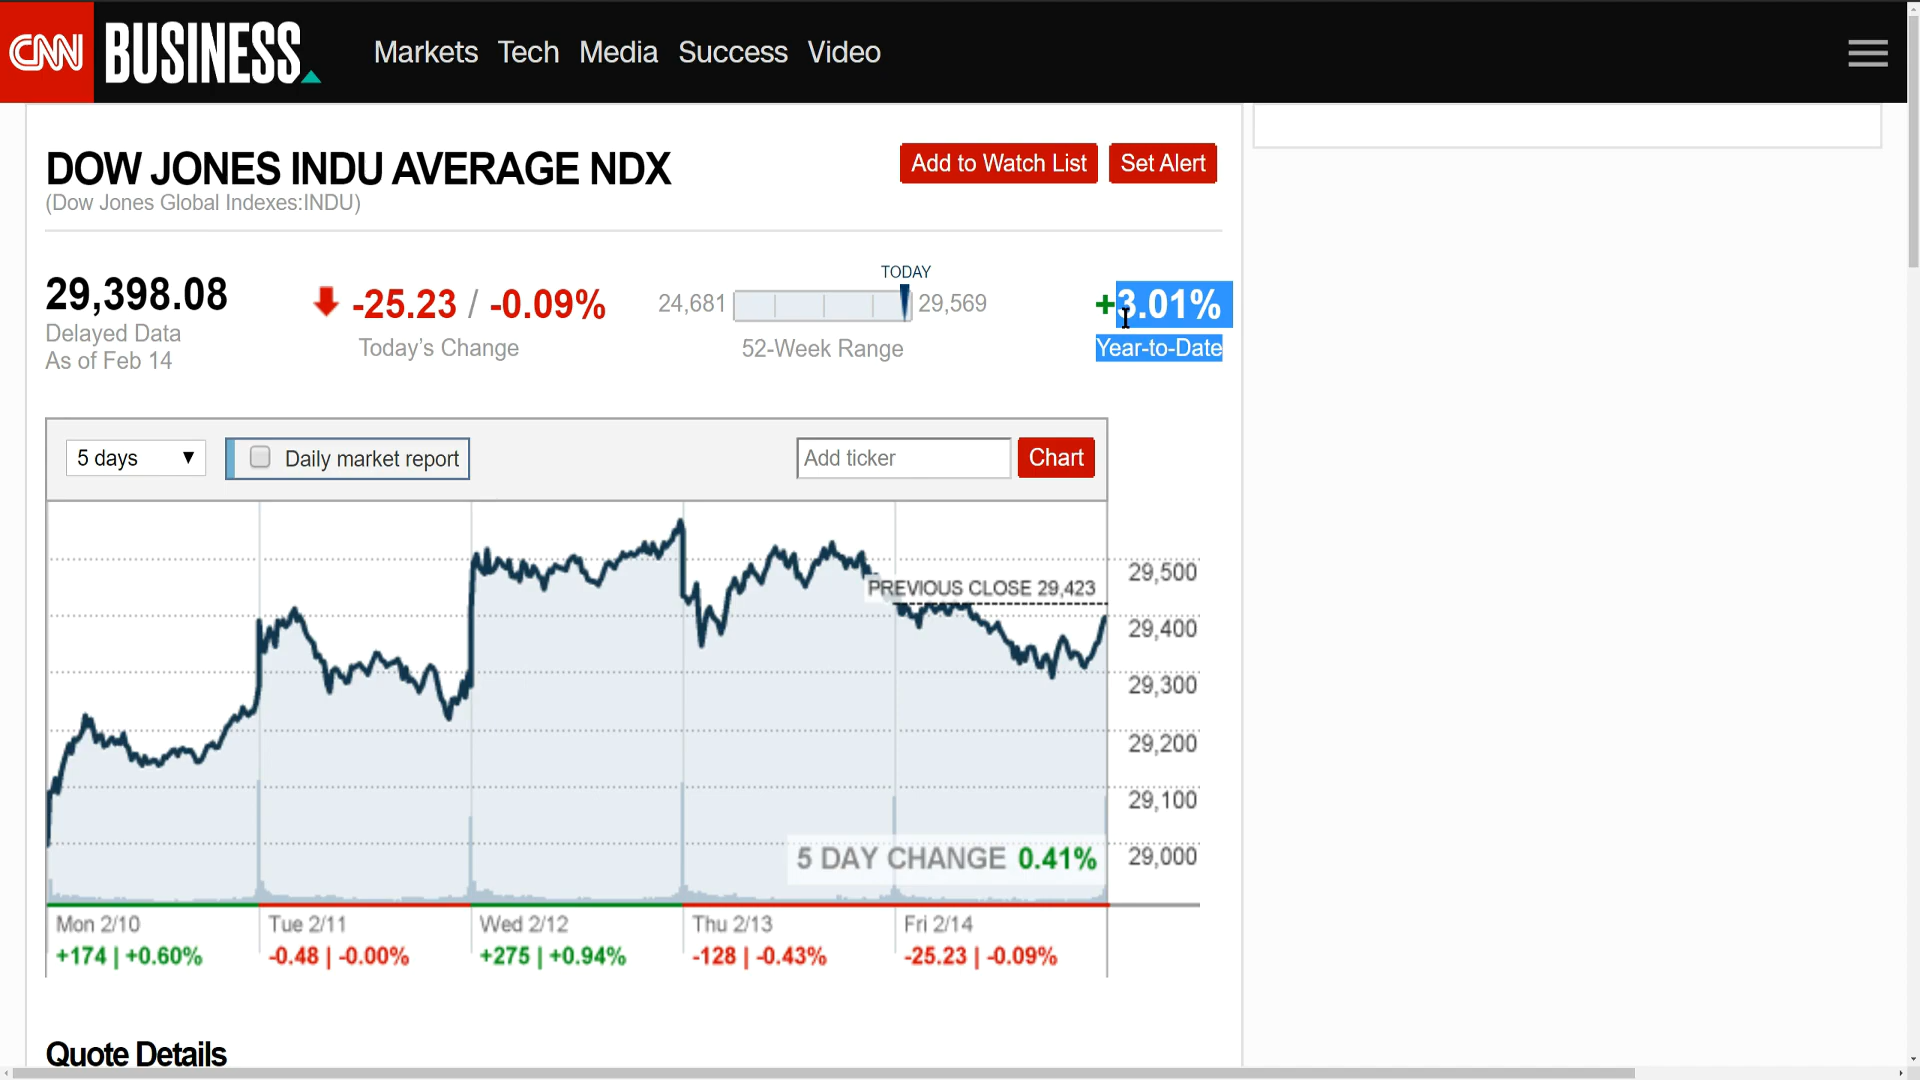 CNN BUSINESS Markets Tech Media Success Video
DOW JONES INDU AVERAGE NDX
Add to Watch List Set Alert
(Dow Jones Global Indexes:INDU)
TODAY
29,398.08 -25.23 / -0.09% 24,681 29,569 +3.01%
Delayed Data Today's Change 52-Week Range Year-to-Date
As of Feb 14
5 days Daily market report Add ticker Chart
29,500
PREVIOUS CLOSE 29,423
29,400
29,300
29,200
29,100
29,000
5 DAY CHANGE 0.41%
Mon 2/10 Tue 2/11 Wed 2/12 Thu 2/13 Fri 2/14
+174 | +0.60% -0.48 | -0.00% +275 | +0.94% -128 | -0.43% -25.23 | -0.09%
Quote Details